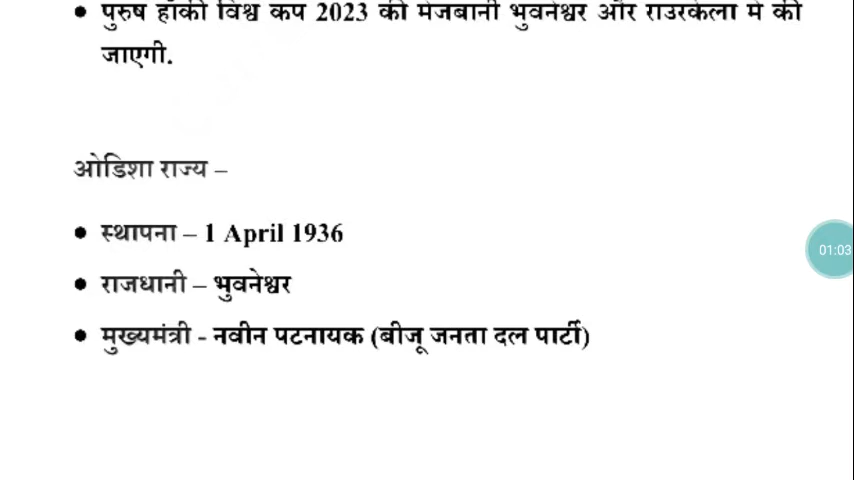 • पुरुष हॉकी विश्व कप 2023 की मेजबानी भुवनेश्वर और राउरकेला में की
जाएगी.
ओडिशा राज्य –
• स्थापना – 1 April 1936
• राजधानी – भुवनेश्वर
• मुख्यमंत्री - नवीन पटनायक (बीजू जनता दल पार्टी)
01:03